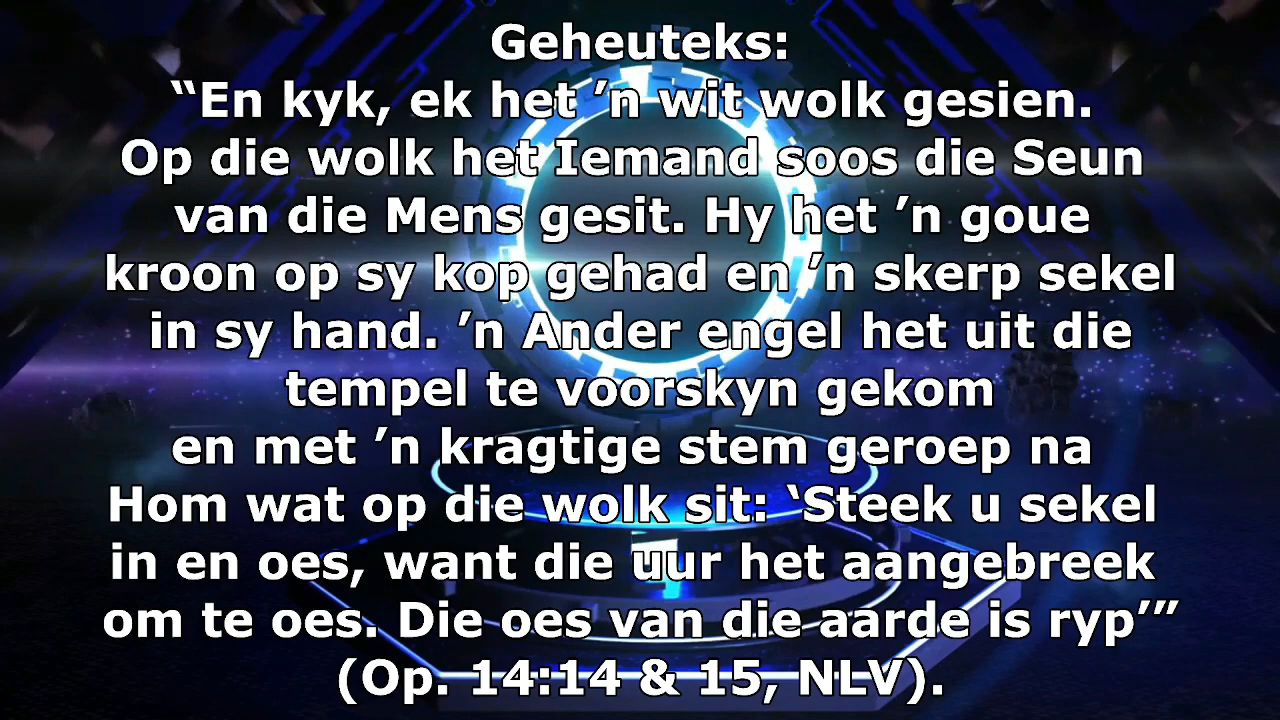 Geheuteks:
“En kyk, ek het ’n wit wolk gesien.
Op die wolk het Iemand soos die Seun
van die Mens gesit. Hy het ’n goue
kroon op sy kop gehad en ’n skerp sekel
in sy hand. ’n Ander engel het uit die
tempel te voorskyn gekom
en met ’n kragtige stem geroep na
Hom wat op die wolk sit: ‘Steek u sekel
in en oes, want die uur het aangebreek
om te oes. Die oes van die aarde is ryp’”
(Op. 14:14 & 15, NLV).